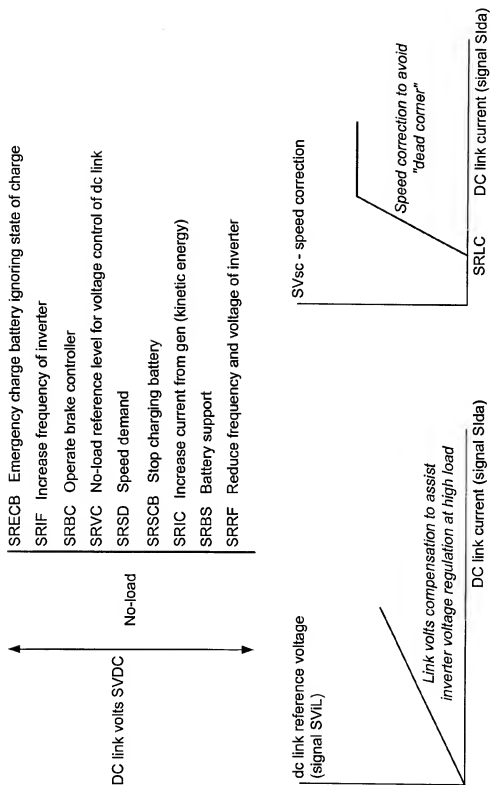 DC link volts SVDC
No-load
SRECB Emergency charge battery ignoring state of charge
SRIF Increase frequency of inverter
SRBC Operate brake controller
SRVC No-load reference level for voltage control of dc link
SRSD Speed demand
SRSCB Stop charging battery
SRIC Increase current from gen (kinetic energy)
SRBS Battery support
SRRF Reduce frequency and voltage of inverter
dc link reference voltage
(signal SViL)
Link volts compensation to assist
inverter voltage regulation at high load
DC link current (signal SIda)
SVsc - speed correction
Speed correction to avoid
"dead corner"
SRLC
DC link current (signal SIda)